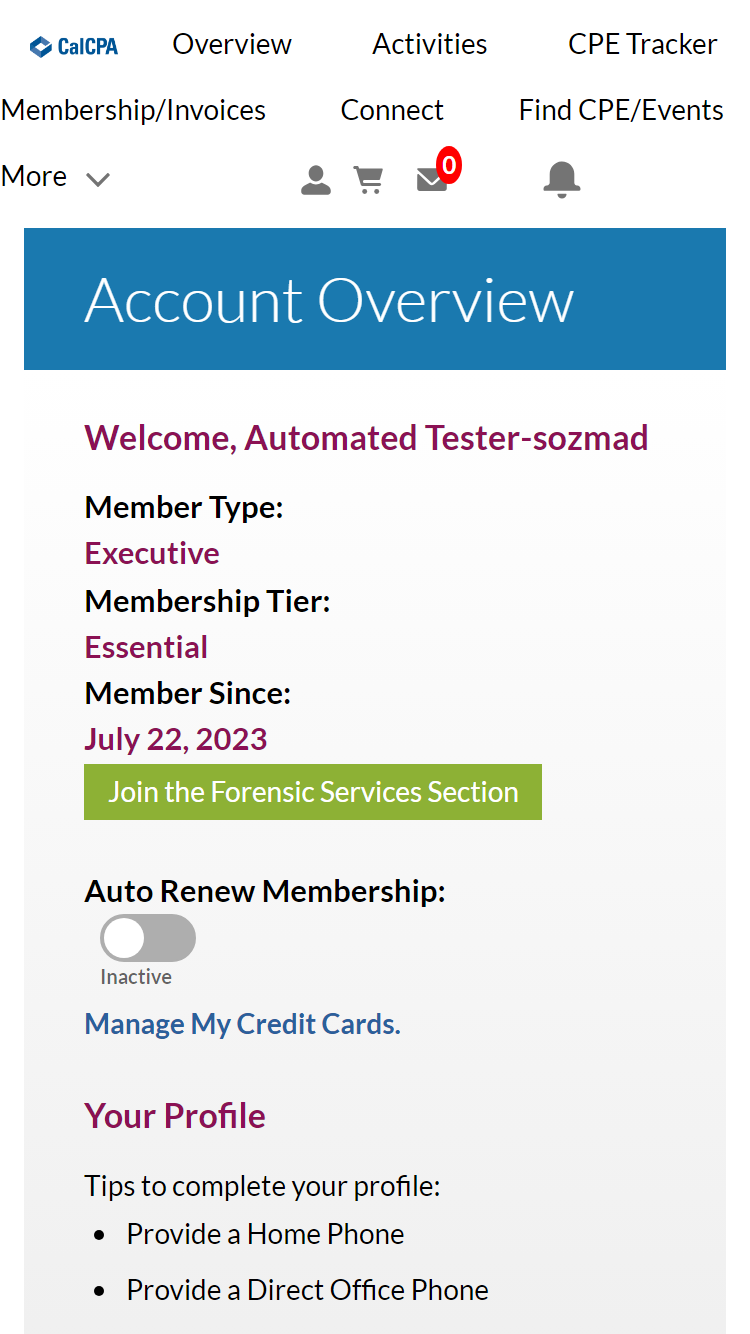 CalCPA Overview Activities CPE Tracker
Membership/Invoices Connect Find CPE/Events
More 0
Account Overview
Welcome, Automated Tester-sozmad
Member Type:
Executive
Membership Tier:
Essential
Member Since:
July 22, 2023
Join the Forensic Services Section
Auto Renew Membership:
Inactive
Manage My Credit Cards.
Your Profile
Tips to complete your profile:
• Provide a Home Phone
• Provide a Direct Office Phone